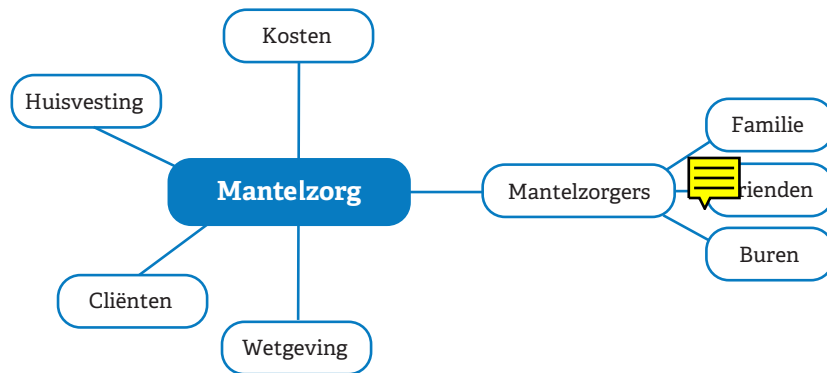 Kosten
Huisvesting
Familie
Mantelzorg
Mantelzorgers
rienden
Buren
Cliënten
Wetgeving